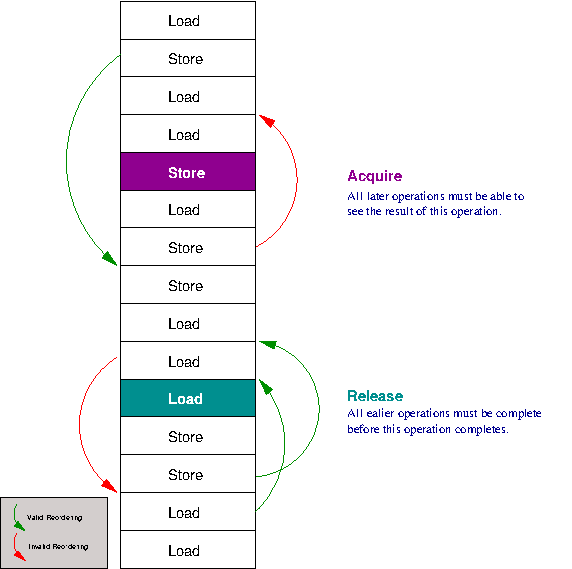 Load
Store
Load
Load
Store
Acquire
All later operations must be able to
see the result of this operation.
Load
Store
Store
Load
Load
Load
Release
All ealier operations must be complete
before this operation completes.
Store
Store
Load
Load
Valid Reordering
Invalid Reordering